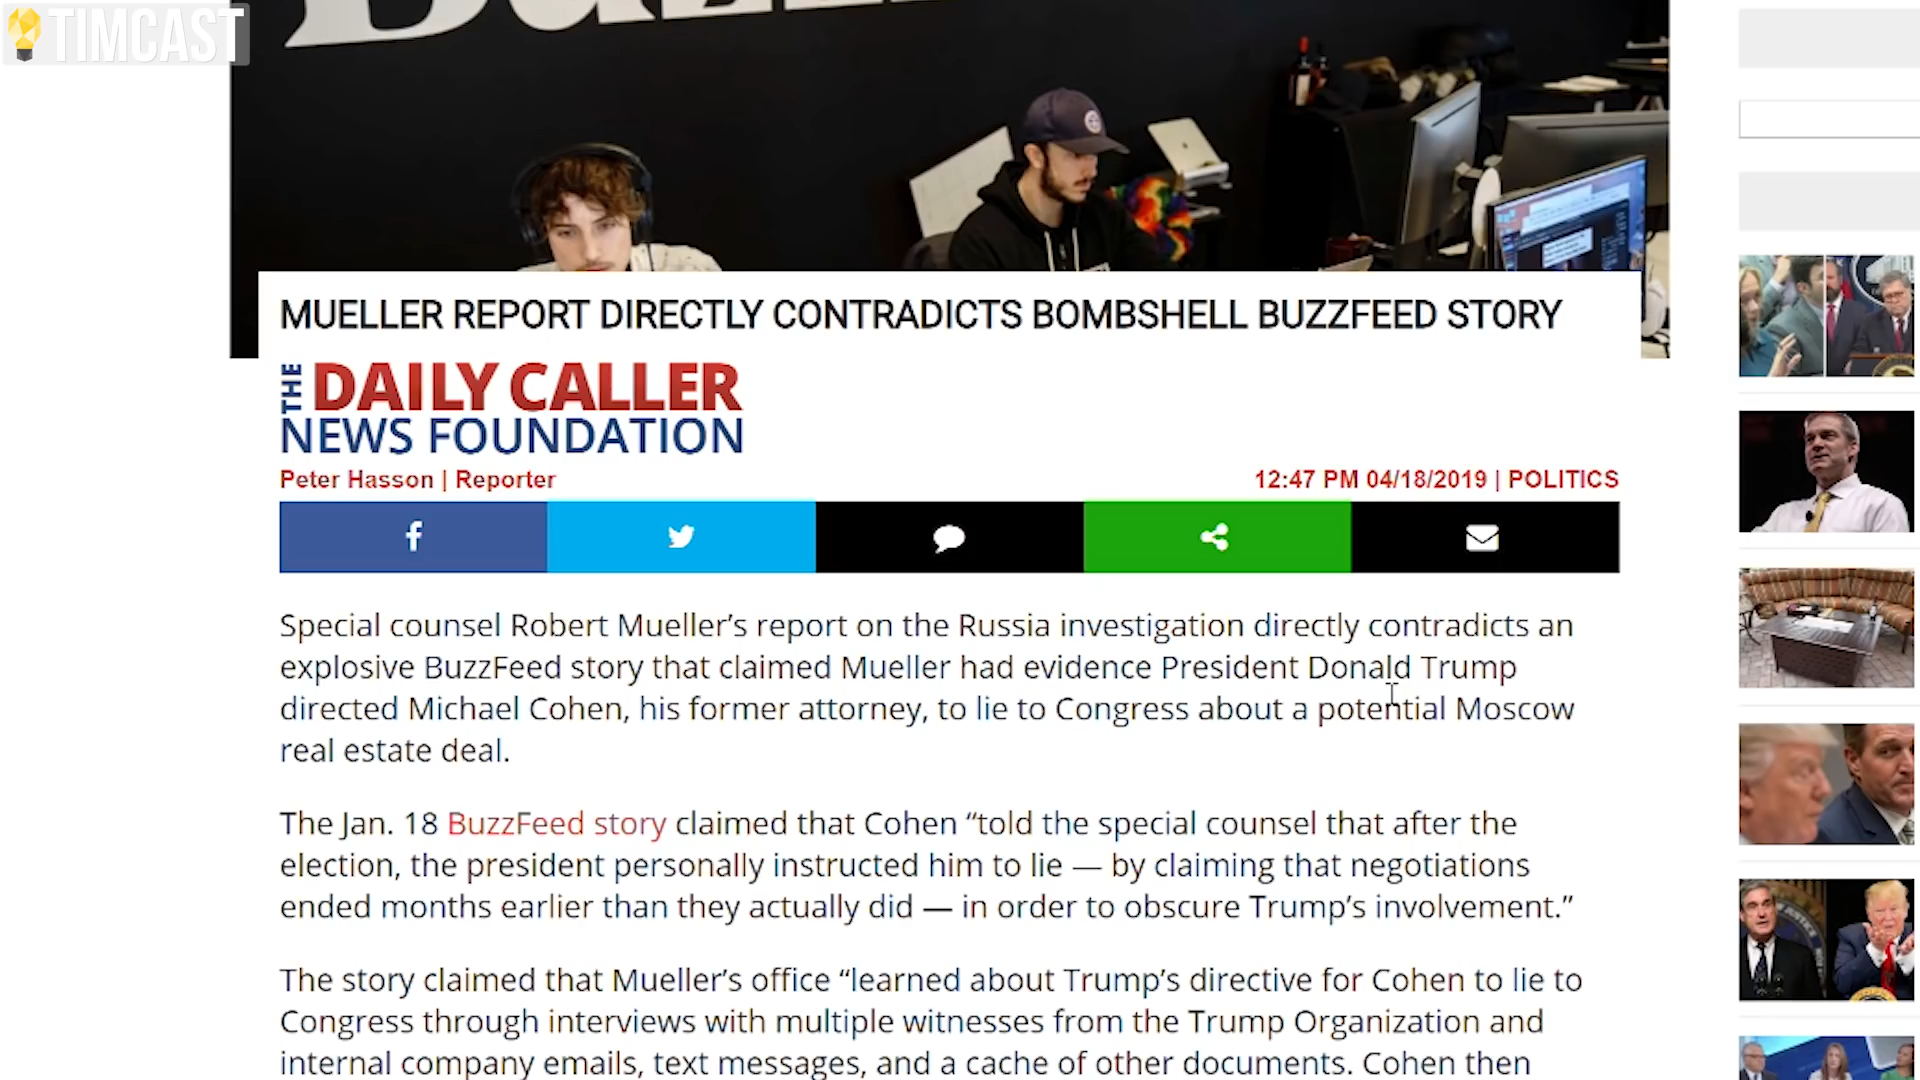 TIMCAST
MUELLER REPORT DIRECTLY CONTRADICTS BOMBSHELL BUZZFEED STORY
THE DAILY CALLER
NEWS FOUNDATION
Peter Hasson | Reporter
12:47 PM 04/18/2019 | POLITICS
Special counsel Robert Mueller’s report on the Russia investigation directly contradicts an
explosive BuzzFeed story that claimed Mueller had evidence President Donald Trump
directed Michael Cohen, his former attorney, to lie to Congress about a potential Moscow
real estate deal.
The Jan. 18 BuzzFeed story claimed that Cohen “told the special counsel that after the
election, the president personally instructed him to lie — by claiming that negotiations
ended months earlier than they actually did — in order to obscure Trump’s involvement.”
The story claimed that Mueller’s office “learned about Trump’s directive for Cohen to lie to
Congress through interviews with multiple witnesses from the Trump Organization and
internal company emails, text messages, and a cache of other documents. Cohen then